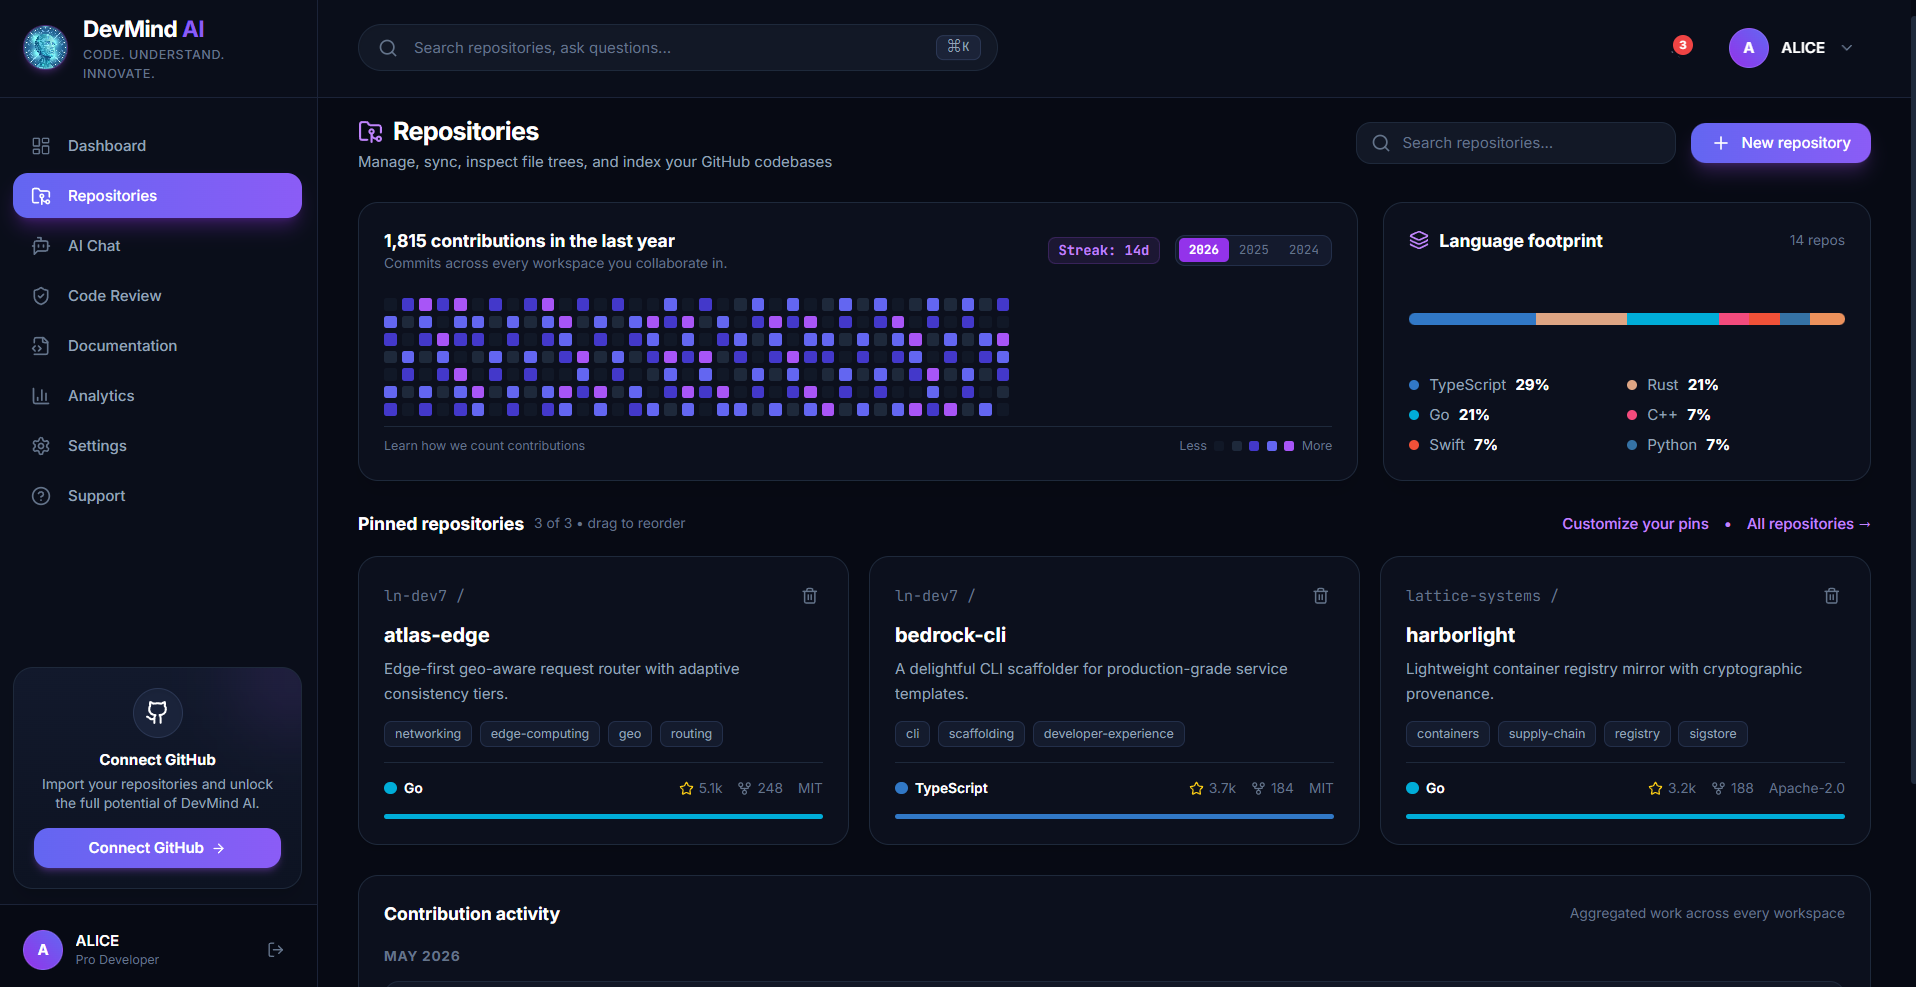 DevMind AI
CODE. UNDERSTAND.
INNOVATE.
Search repositories, ask questions...
⌘K
3
A
ALICE
Dashboard
Repositories
AI Chat
Code Review
Documentation
Analytics
Settings
Support
Connect GitHub
Import your repositories and unlock
the full potential of DevMind AI.
Connect GitHub →
A
ALICE
Pro Developer
Repositories
Manage, sync, inspect file trees, and index your GitHub codebases
Search repositories...
+ New repository
1,815 contributions in the last year
Commits across every workspace you collaborate in.
Streak: 14d
2026 2025 2024
Learn how we count contributions
Less More
Language footprint
14 repos
TypeScript 29%
Rust 21%
Go 21%
C++ 7%
Swift 7%
Python 7%
Pinned repositories 3 of 3 • drag to reorder
Customize your pins • All repositories →
ln-dev7 /
atlas-edge
Edge-first geo-aware request router with adaptive
consistency tiers.
networking edge-computing geo routing
Go 5.1k 248 MIT
ln-dev7 /
bedrock-cli
A delightful CLI scaffolder for production-grade service
templates.
cli scaffolding developer-experience
TypeScript 3.7k 184 MIT
lattice-systems /
harborlight
Lightweight container registry mirror with cryptographic
provenance.
containers supply-chain registry sigstore
Go 3.2k 188 Apache-2.0
Contribution activity
Aggregated work across every workspace
MAY 2026